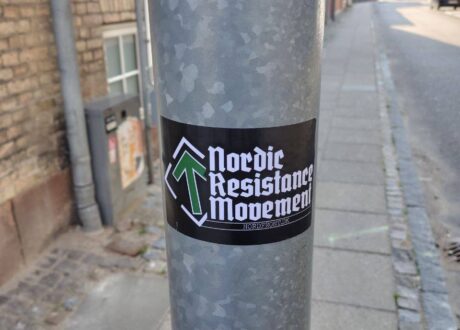 Nordic
Resistance
Movement